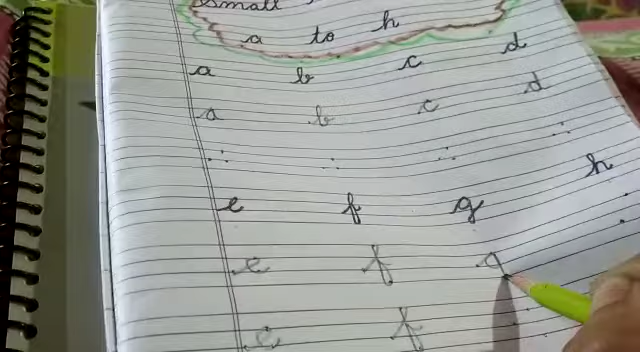 Small
a to h
a b c d
a b c d
e f g h
e f
e f